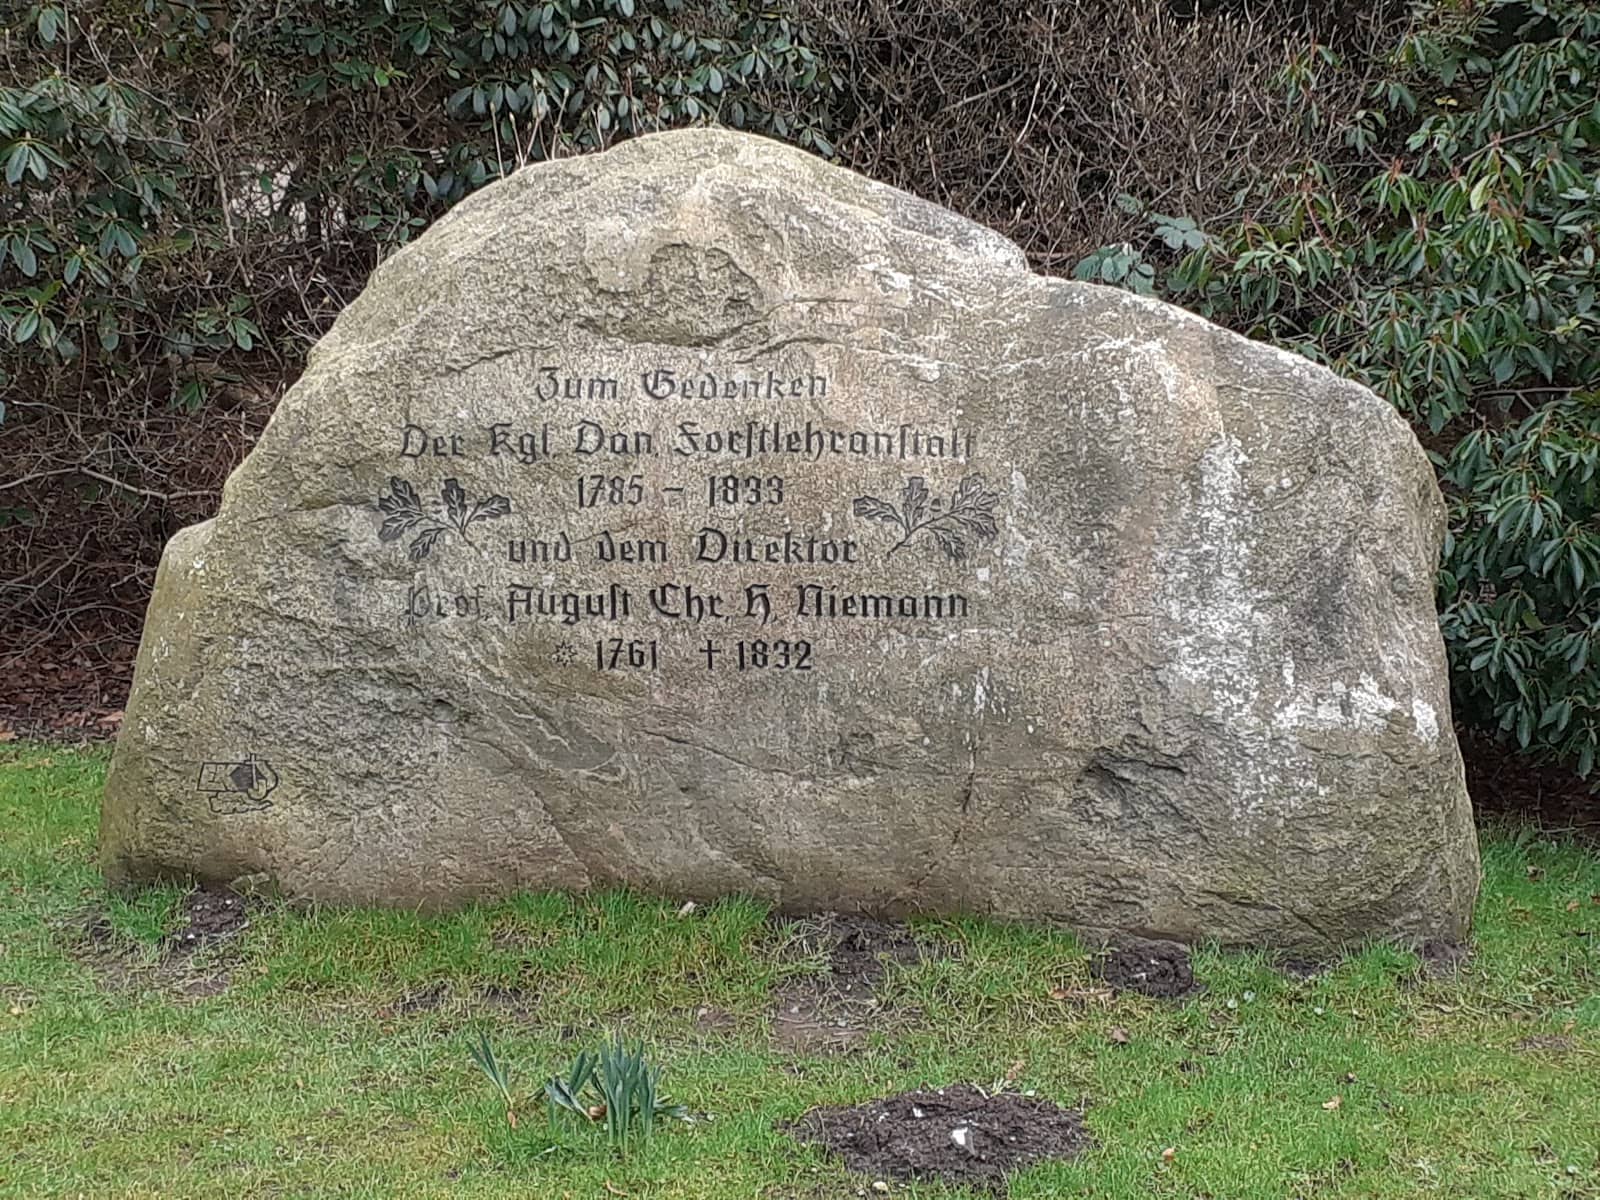 Zum Gedenken
Der Kgl Dän. Forstlehranstalt
1785 - 1833
und dem Direktor
Prof. August Chr. H. Niemann
* 1761 † 1832